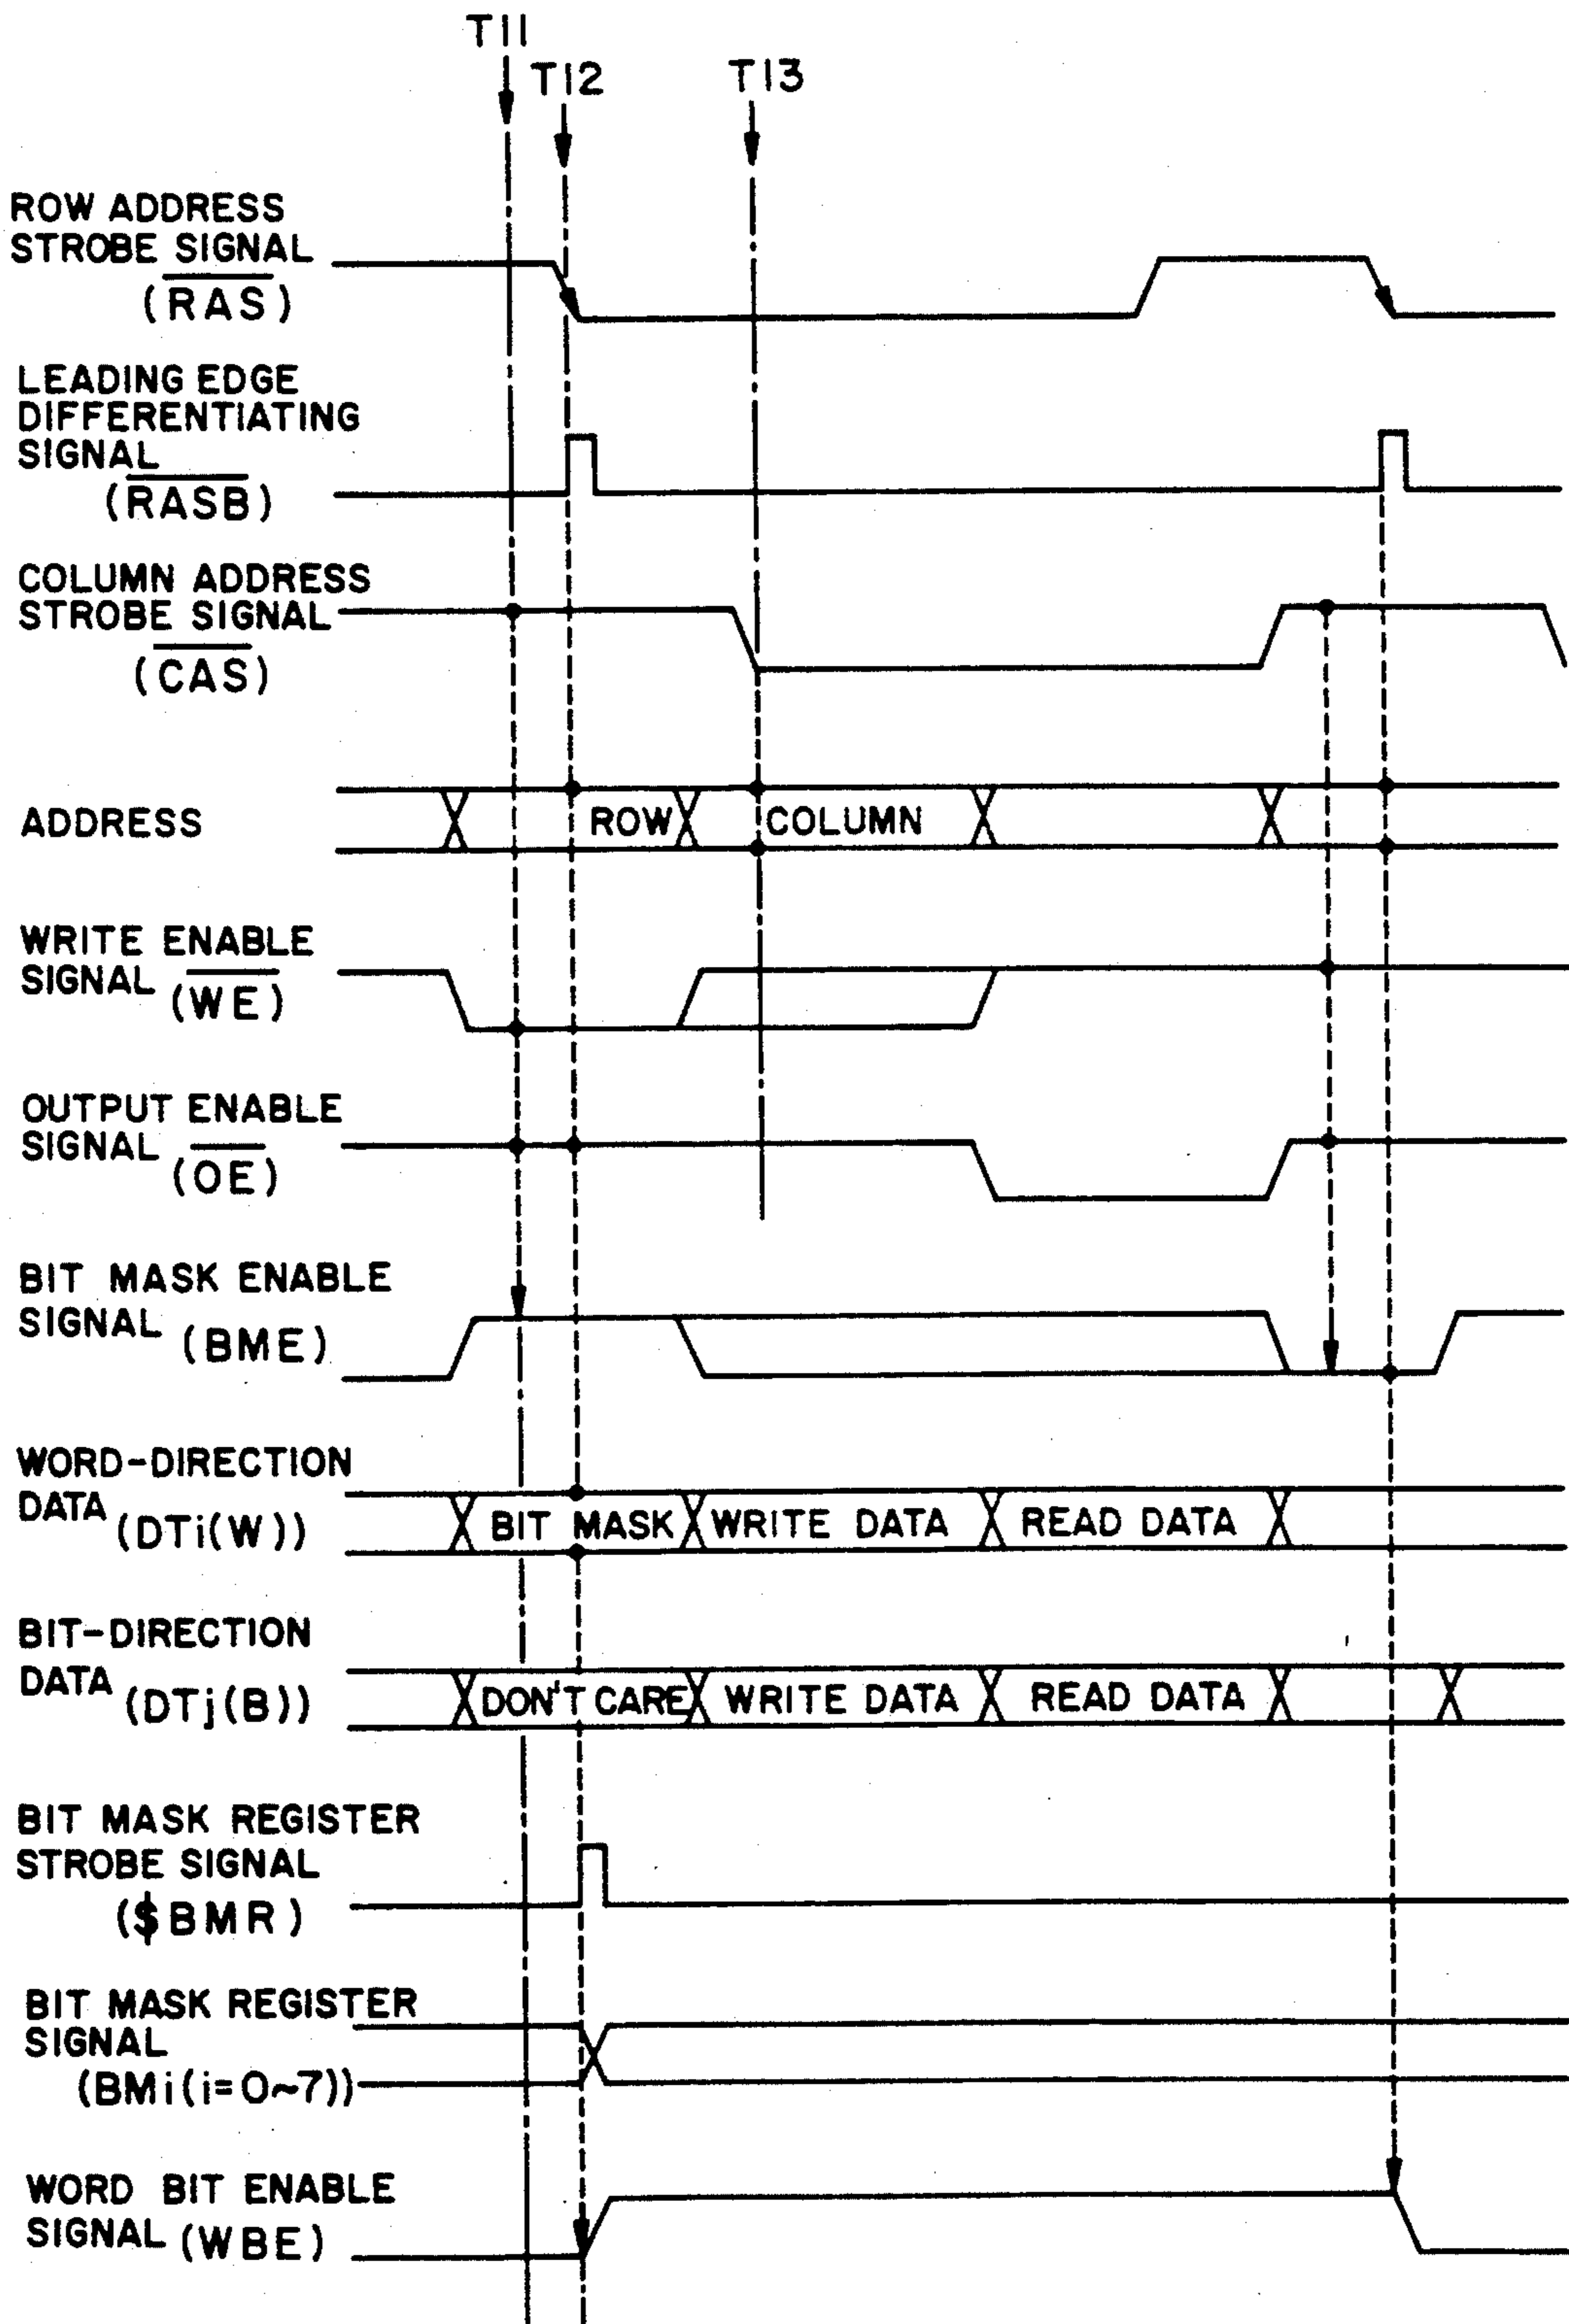 T11
T12
T13
ROW ADDRESS
STROBE SIGNAL
(RAS)
LEADING EDGE
DIFFERENTIATING
SIGNAL
(RASB)
COLUMN ADDRESS
STROBE SIGNAL
(CAS)
ADDRESS
ROW
COLUMN
WRITE ENABLE
SIGNAL (WE)
OUTPUT ENABLE
SIGNAL (OE)
BIT MASK ENABLE
SIGNAL (BME)
WORD-DIRECTION
DATA (DTi(W))
BIT MASK
WRITE DATA
READ DATA
BIT-DIRECTION
DATA (DTj(B))
DON'T CARE
WRITE DATA
READ DATA
BIT MASK REGISTER
STROBE SIGNAL
($BMR)
BIT MASK REGISTER
SIGNAL
(BMi(i=0~7))
WORD BIT ENABLE
SIGNAL (WBE)